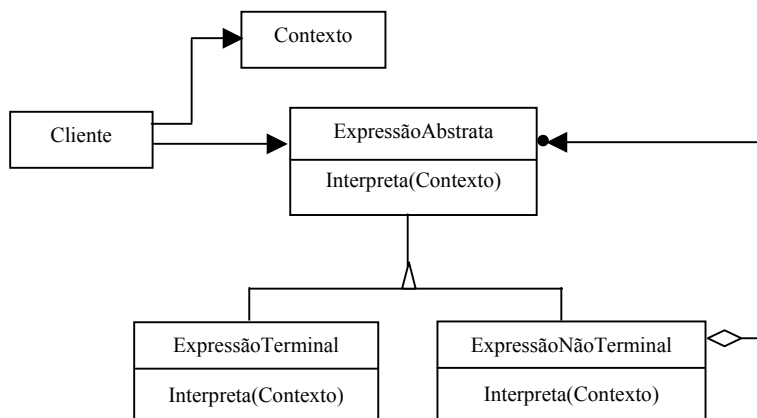 Contexto
Cliente
ExpressãoAbstrata
Interpreta(Contexto)
ExpressãoTerminal
Interpreta(Contexto)
ExpressãoNãoTerminal
Interpreta(Contexto)